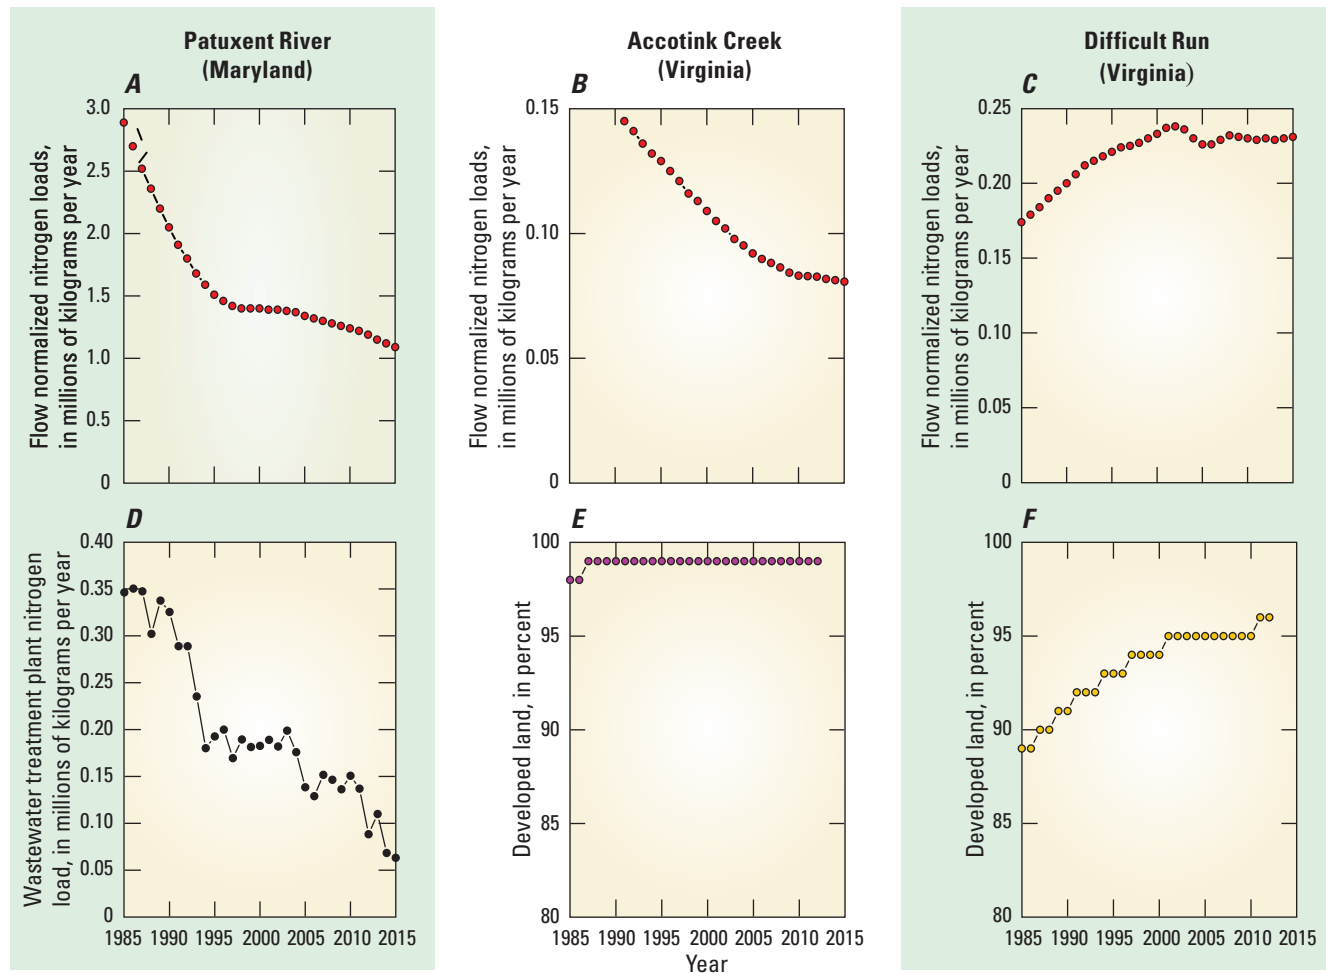 Patuxent River
(Maryland)
Accotink Creek
(Virginia)
Difficult Run
(Virginia)
A
Flow normalized nitrogen loads,
in millions of kilograms per year
3.0
2.5
2.0
1.5
1.0
0.5
0
B
Flow normalized nitrogen loads,
in millions of kilograms per year
0.15
0.10
0.05
0
C
Flow normalized nitrogen loads,
in millions of kilograms per year
0.25
0.20
0.15
0.10
0.05
0
D
Wastewater treatment plant nitrogen
load, in millions of kilograms per year
0.40
0.35
0.30
0.25
0.20
0.15
0.10
0.05
0
1985 1990 1995 2000 2005 2010 2015
E
Developed land, in percent
100
95
90
85
80
1985 1990 1995 2000 2005 2010 2015
Year
F
Developed land, in percent
100
95
90
85
80
1985 1990 1995 2000 2005 2010 2015